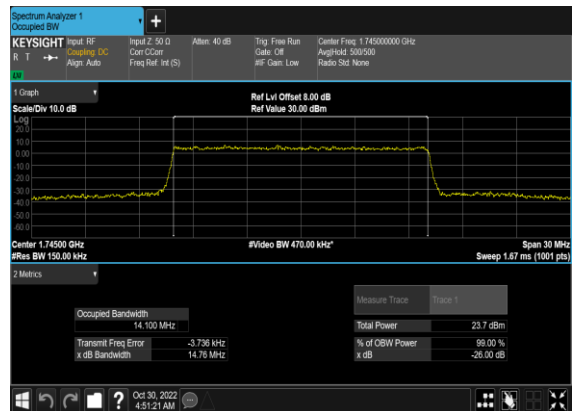 Spectrum Analyzer 1
Occupied BW
+
KEYSIGHT Input: RF Input Z: 50 Ω Atten: 40 dB Trig: Free Run Center Freq: 1.745000000 GHz
R T Coupling: DC Corr CCorr Gate: Off Avg|Hold: 500/500
Align: Auto Freq Ref: Int (S) #IF Gain: Low Radio Std: None
LXI
1 Graph Ref Lvl Offset 8.00 dB
Scale/Div 10.0 dB Ref Value 30.00 dBm
Log
20.0
10.0
0.00
-10.0
-20.0
-30.0
-40.0
-50.0
-60.0
Center 1.74500 GHz #Video BW 470.00 kHz* Span 30 MHz
#Res BW 150.00 kHz Sweep 1.67 ms (1001 pts)
2 Metrics
Measure Trace Trace 1
Occupied Bandwidth
14.100 MHz Total Power 23.7 dBm
Transmit Freq Error -3.736 kHz % of OBW Power 99.00 %
x dB Bandwidth 14.76 MHz x dB -26.00 dB
? Oct 30, 2022
4:51:21 AM